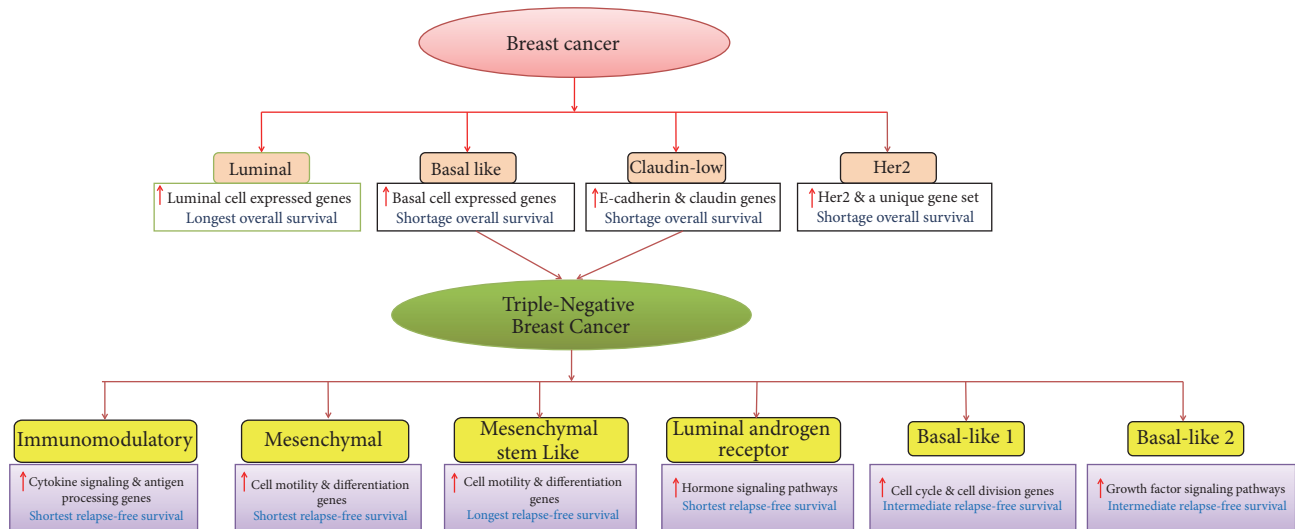 Breast cancer
Luminal
Basal like
Claudin-low
Her2
↑ Luminal cell expressed genes
Longest overall survival
↑ Basal cell expressed genes
Shortage overall survival
↑ E-cadherin & claudin genes
Shortage overall survival
↑ Her2 & a unique gene set
Shortage overall survival
Triple-Negative
Breast Cancer
Immunomodulatory
Mesenchymal
Mesenchymal
stem Like
Luminal androgen
receptor
Basal-like 1
Basal-like 2
↑ Cytokine signaling & antigen
processing genes
Shortest relapse-free survival
↑ Cell motility & differentiation
genes
Shortest relapse-free survival
↑ Cell motility & differentiation
genes
Longest relapse-free survival
↑ Hormone signaling pathways
Shortest relapse-free survival
↑ Cell cycle & cell division genes
Intermediate relapse-free survival
↑ Growth factor signaling pathways
Intermediate relapse-free survival